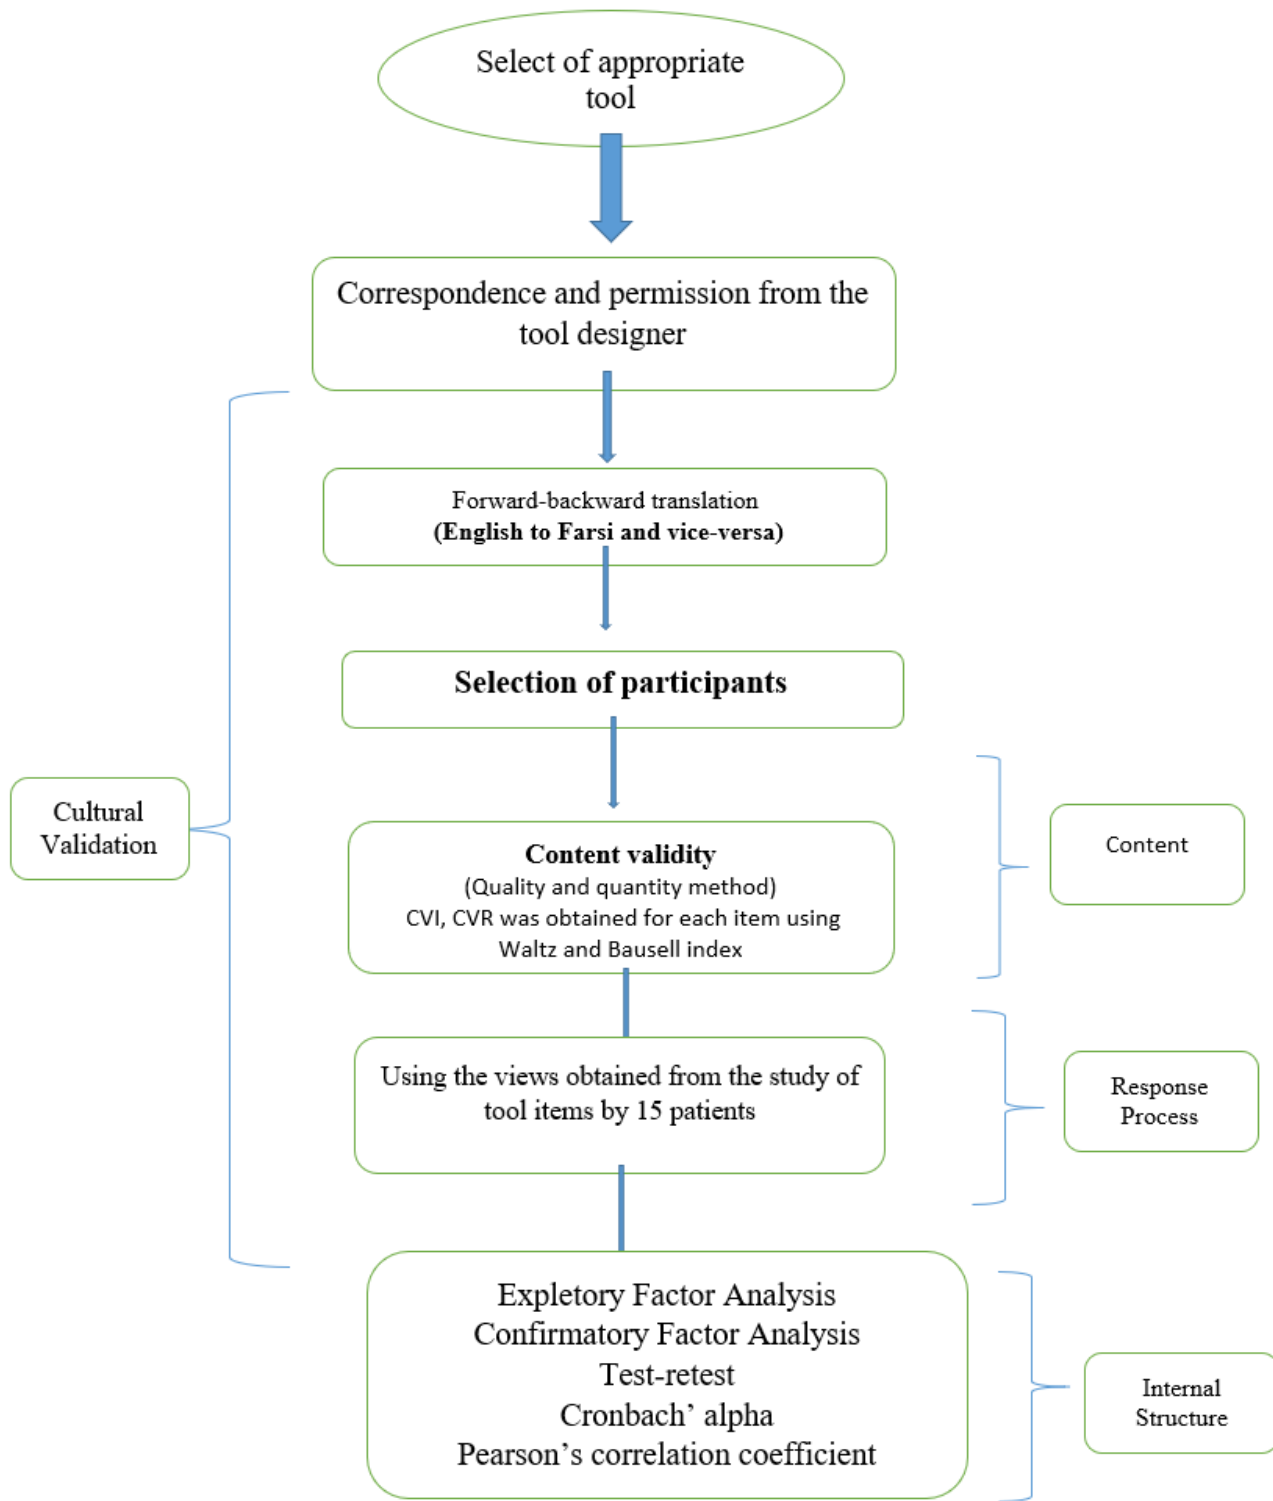 Select of appropriate
tool
Correspondence and permission from the
tool designer
Forward-backward translation
(English to Farsi and vice-versa)
Selection of participants
Cultural
Validation
Content validity
(Quality and quantity method)
CVI, CVR was obtained for each item using
Waltz and Bausell index
Content
Using the views obtained from the study of
tool items by 15 patients
Response
Process
Expletory Factor Analysis
Confirmatory Factor Analysis
Test-retest
Cronbach’ alpha
Pearson’s correlation coefficient
Internal
Structure